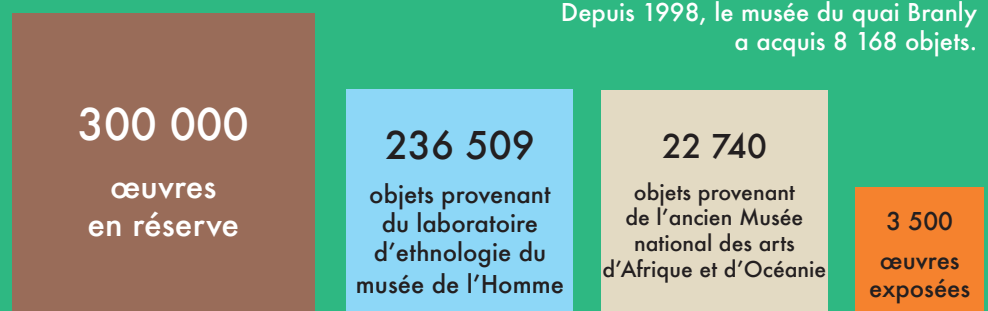 Depuis 1998, le musée du quai Branly
a acquis 8 168 objets.
300 000
œuvres
en réserve
236 509
objets provenant
du laboratoire
d’ethnologie du
musée de l’Homme
22 740
objets provenant
de l’ancien Musée
national des arts
d’Afrique et d’Océanie
3 500
œuvres
exposées